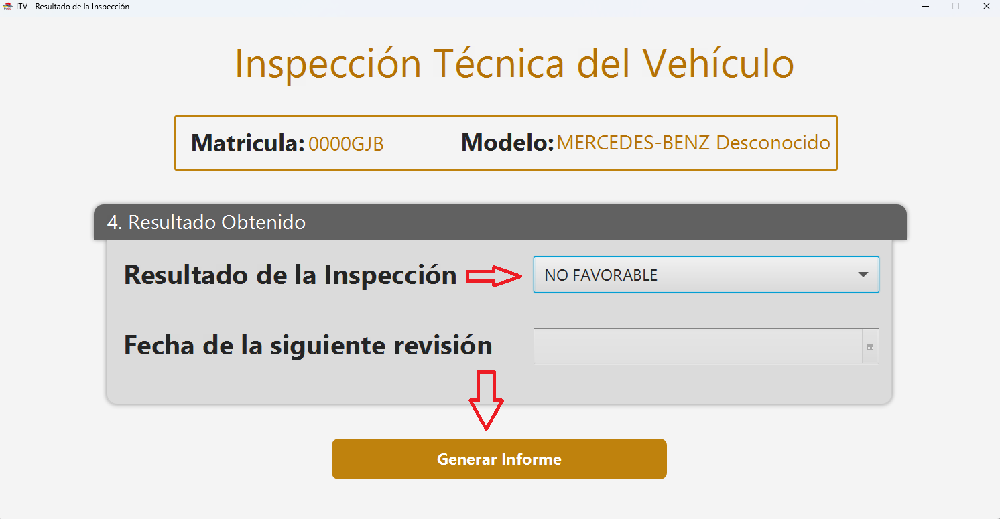 ITV - Resultado de la Inspección
Inspección Técnica del Vehículo
Matricula: 0000GJB Modelo: MERCEDES-BENZ Desconocido
4. Resultado Obtenido
Resultado de la Inspección NO FAVORABLE
Fecha de la siguiente revisión
Generar Informe